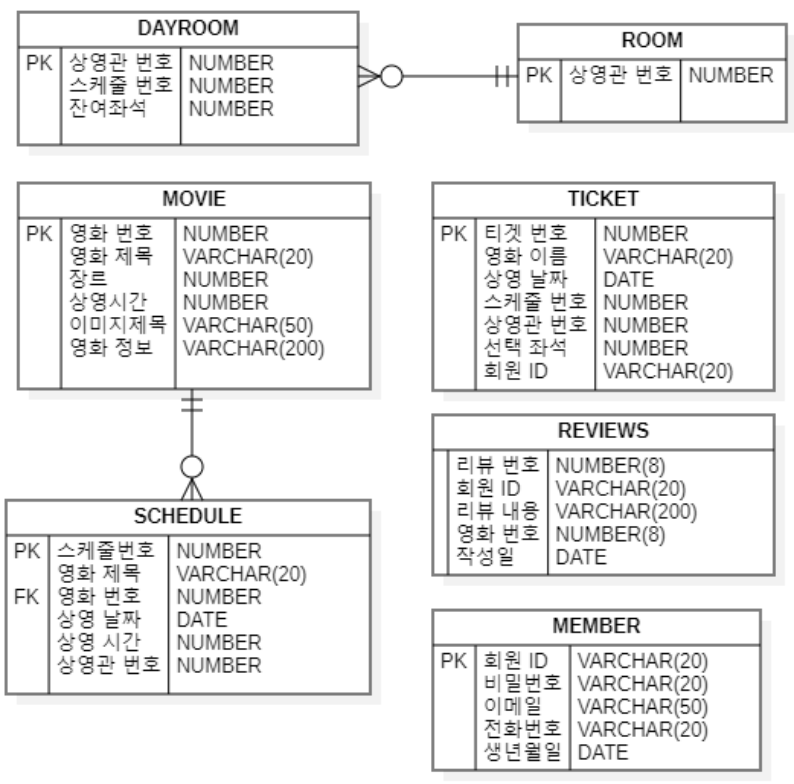 DAYROOM
PK 상영관 번호 NUMBER
스케줄 번호 NUMBER
잔여좌석 NUMBER
ROOM
PK 상영관 번호 NUMBER
MOVIE
PK 영화 번호 NUMBER
영화 제목 VARCHAR(20)
장르 NUMBER
상영시간 NUMBER
이미지제목 VARCHAR(50)
영화 정보 VARCHAR(200)
TICKET
PK 티겟 번호 NUMBER
영화 이름 VARCHAR(20)
상영 날짜 DATE
스케줄 번호 NUMBER
상영관 번호 NUMBER
선택 좌석 NUMBER
회원 ID VARCHAR(20)
REVIEWS
리뷰 번호 NUMBER(8)
회원 ID VARCHAR(20)
리뷰 내용 VARCHAR(200)
영화 번호 NUMBER(8)
작성일 DATE
SCHEDULE
PK 스케줄번호 NUMBER
영화 제목 VARCHAR(20)
FK 영화 번호 NUMBER
상영 날짜 DATE
상영 시간 NUMBER
상영관 번호 NUMBER
MEMBER
PK 회원 ID VARCHAR(20)
비밀번호 VARCHAR(20)
이메일 VARCHAR(50)
전화번호 VARCHAR(20)
생년월일 DATE